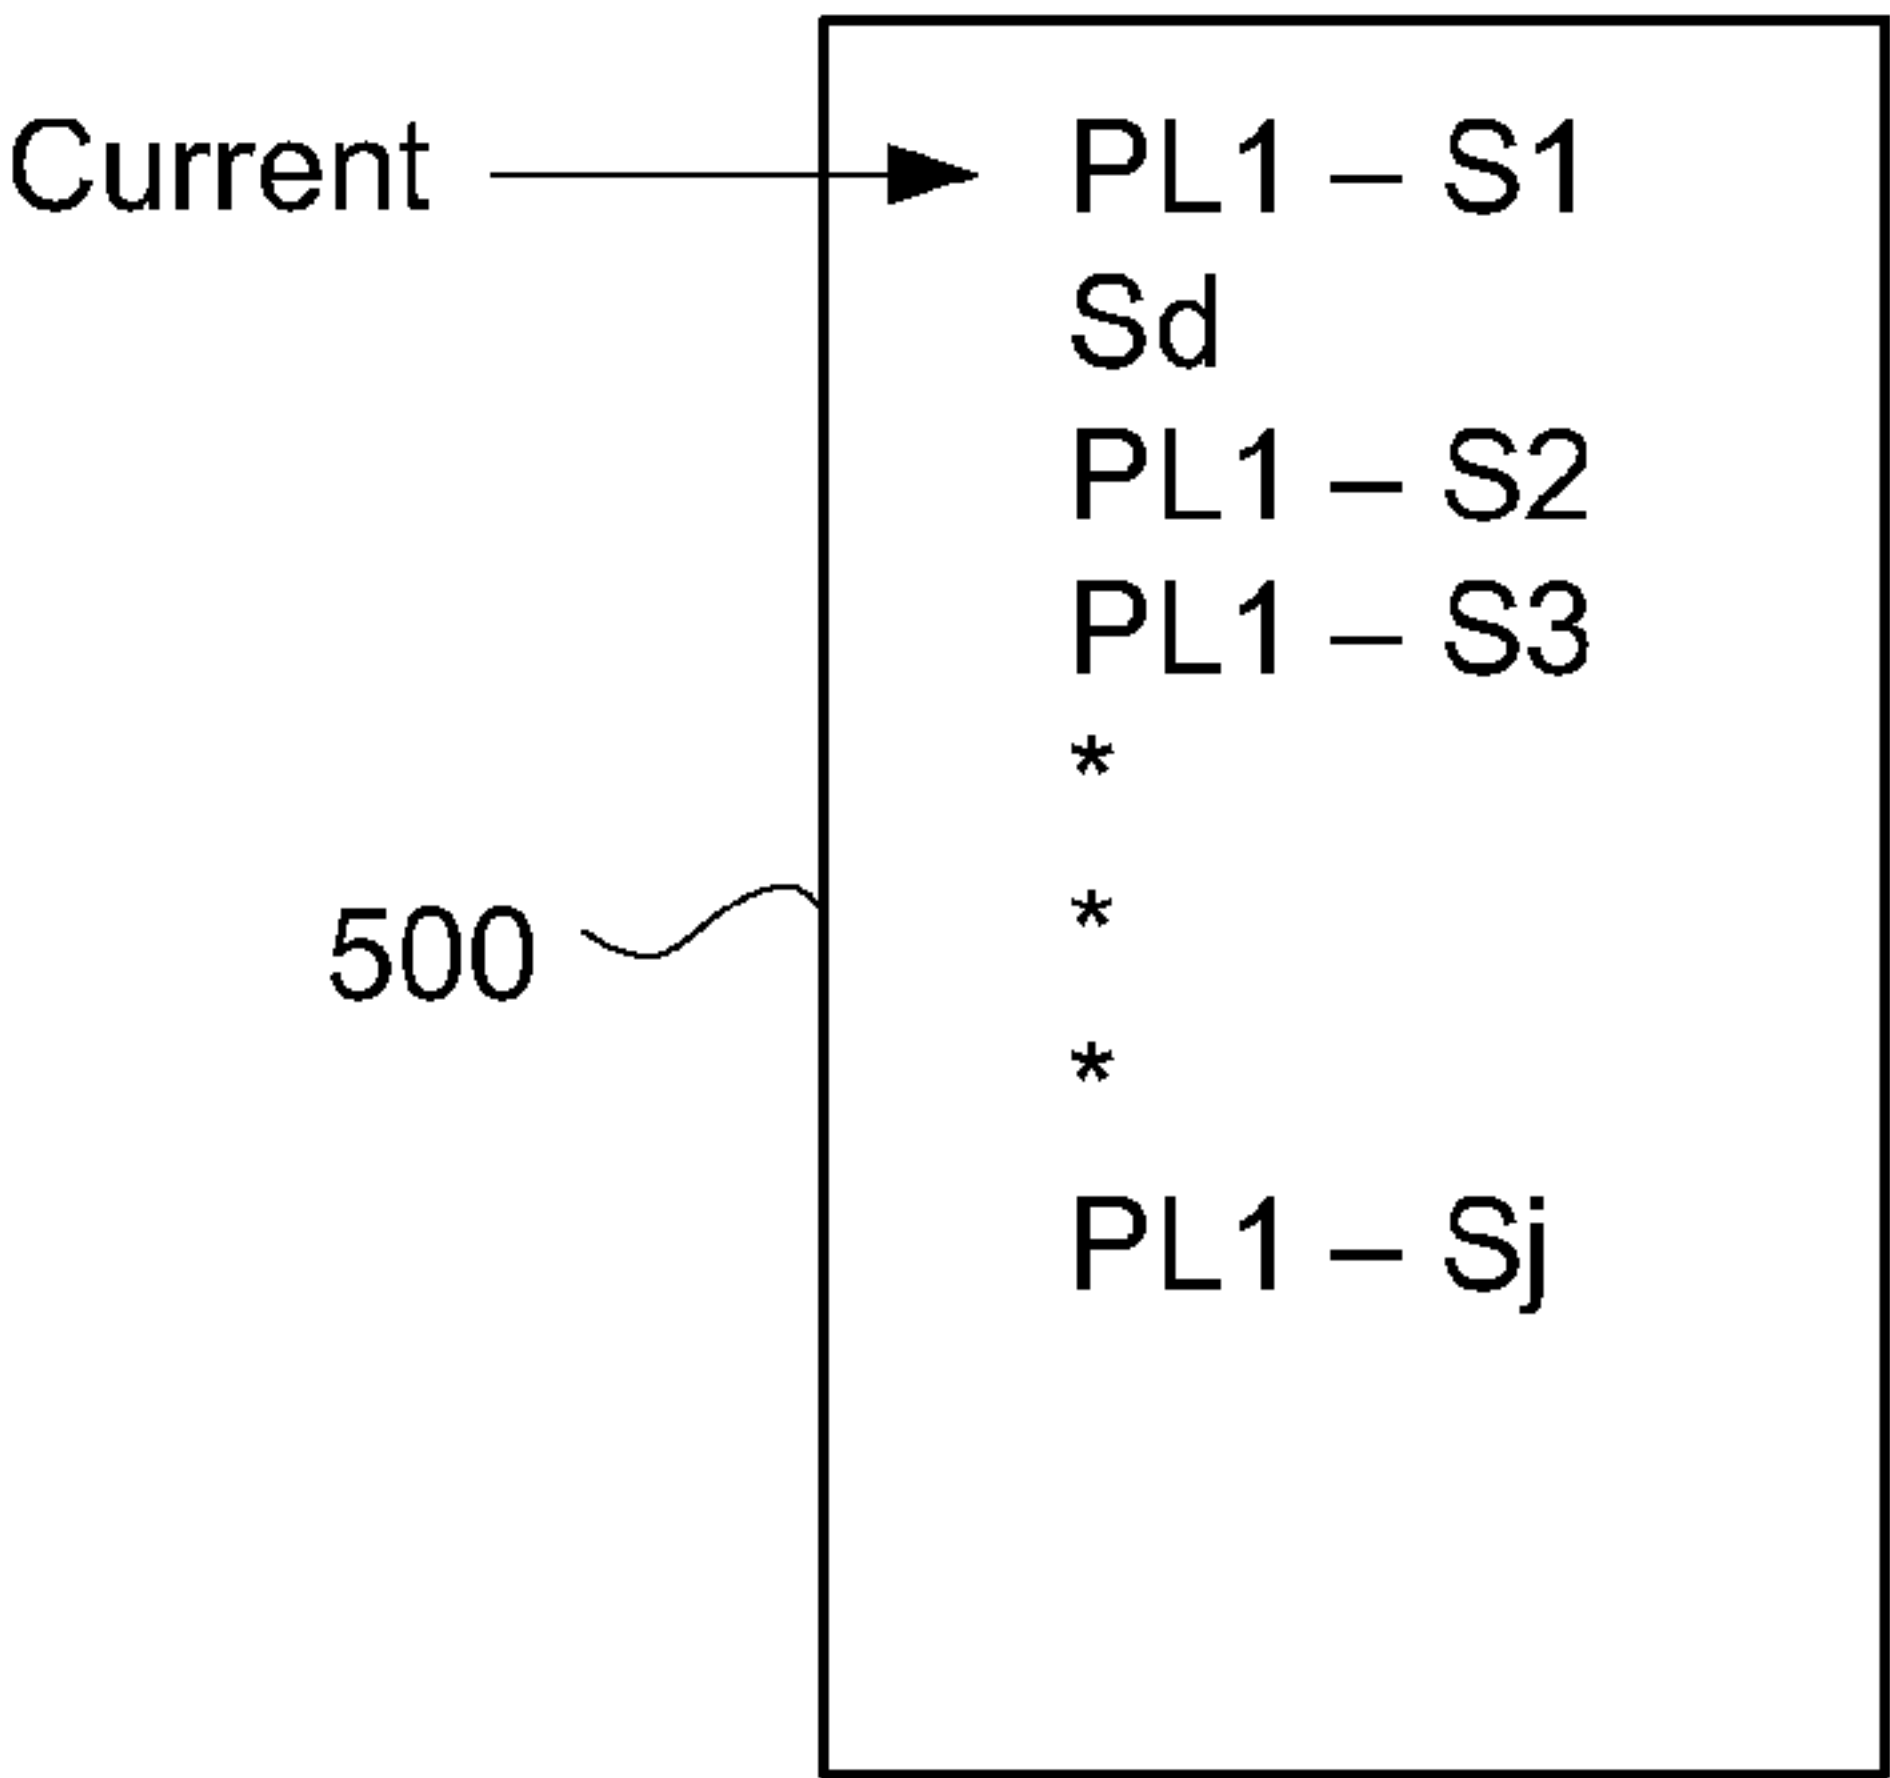 Current
PL1 – S1
Sd
PL1 – S2
PL1 – S3
*
*
500
*
PL1 – Sj